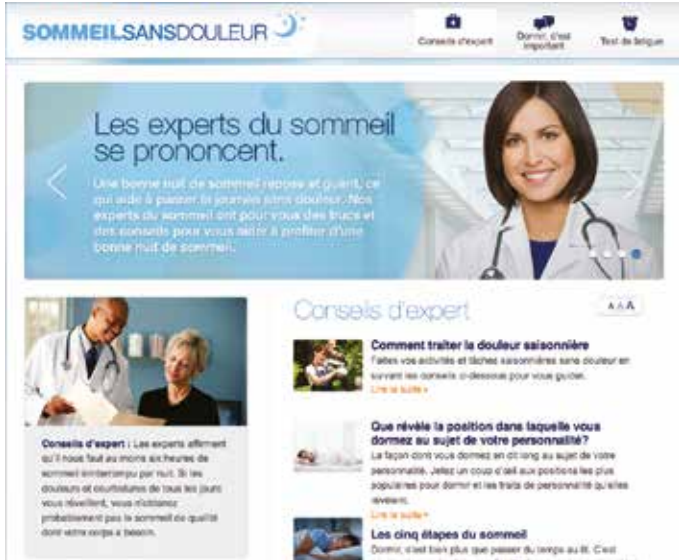 SOMMEILSANSDOULEUR
Conseils d'expert
Dormir, c'est
important
Test de fatigue
Les experts du sommeil
se prononcent.
Une bonne nuit de sommeil repose et guérit, ce
qui aide à passer la journée sans douleur. Nos
experts du sommeil ont pour vous des trucs et
des conseils pour vous aider à profiter d'une
bonne nuit de sommeil.
Conseils d'expert : Les experts affirment
qu'il nous faut au moins six heures de
sommeil ininterrompu par nuit. Si les
douleurs et courbatures de tous les jours
vous réveillent, vous n'obtenez
probablement pas le sommeil de qualité
dont votre corps a besoin.
Conseils d'expert
A A A
Comment traiter la douleur saisonnière
Faites vos activités et tâches saisonnières sans douleur en
suivant les conseils ci-dessous pour vous guider.
Lire la suite »
Que révèle la position dans laquelle vous
dormez au sujet de votre personnalité?
La façon dont vous dormez en dit long au sujet de votre
personnalité. Jetez un coup d'œil aux positions les plus
populaires pour dormir et les traits de personnalité qu'elles
révèlent.
Lire la suite »
Les cinq étapes du sommeil
Dormir, c'est bien plus que passer du temps au lit. C'est